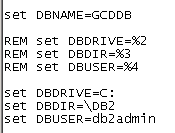 set DBNAME=GCDDB
REM set DBDRIVE=%2
REM set DBDIR=%3
REM set DBUSER=%4
set DBDRIVE=C:
set DBDIR=\DB2
set DBUSER=db2admin